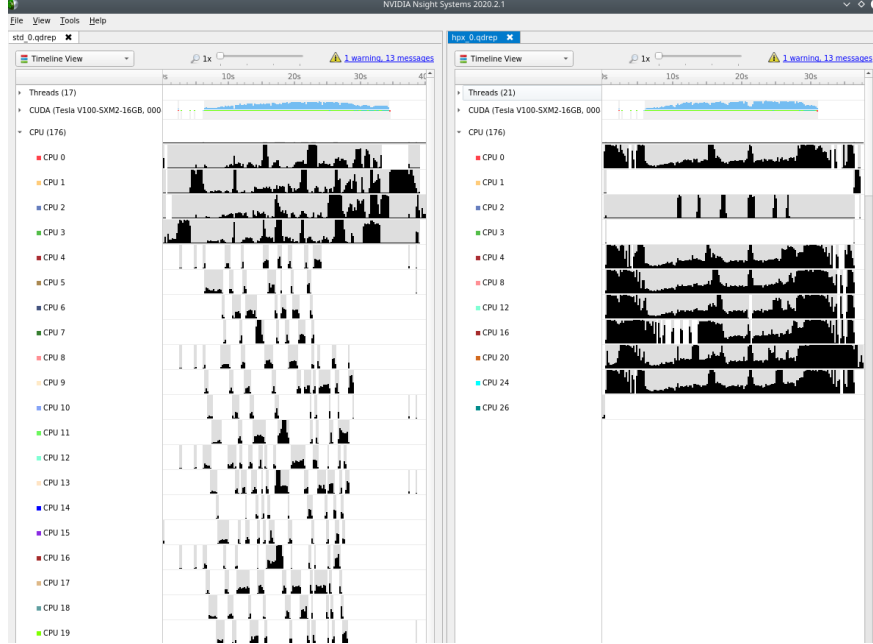 NVIDIA Nsight Systems 2020.2.1
File View Tools Help
std_0.qdrep
Timeline View
1x
1 warning, 13 messages
10s 20s 30s
Threads (17)
CUDA (Tesla V100-SXM2-16GB, 000
CPU (176)
CPU 0
CPU 1
CPU 2
CPU 3
CPU 4
CPU 5
CPU 6
CPU 7
CPU 8
CPU 9
CPU 10
CPU 11
CPU 12
CPU 13
CPU 14
CPU 15
CPU 16
CPU 17
CPU 18
CPU 19
hpx_0.qdrep
Timeline View
1x
1 warning, 13 messages
10s 20s 30s
Threads (21)
CUDA (Tesla V100-SXM2-16GB, 000
CPU (176)
CPU 0
CPU 1
CPU 2
CPU 3
CPU 4
CPU 8
CPU 12
CPU 16
CPU 20
CPU 24
CPU 26